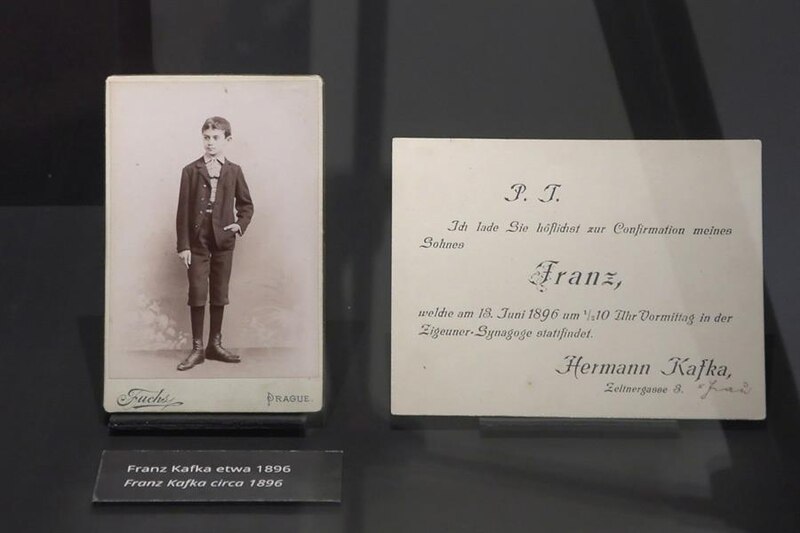 Fuchs
PRAGUE.
Franz Kafka etwa 1896
Franz Kafka circa 1896
P. T.
Ich lade Sie höflichst zur Confirmation meines
Sohnes
Franz,
welche am 13. Juni 1896 um ½10 Uhr Vormittag in der
Zigeuner-Synagoge stattfindet.
Hermann Kafka,
Zeltnergasse 3.